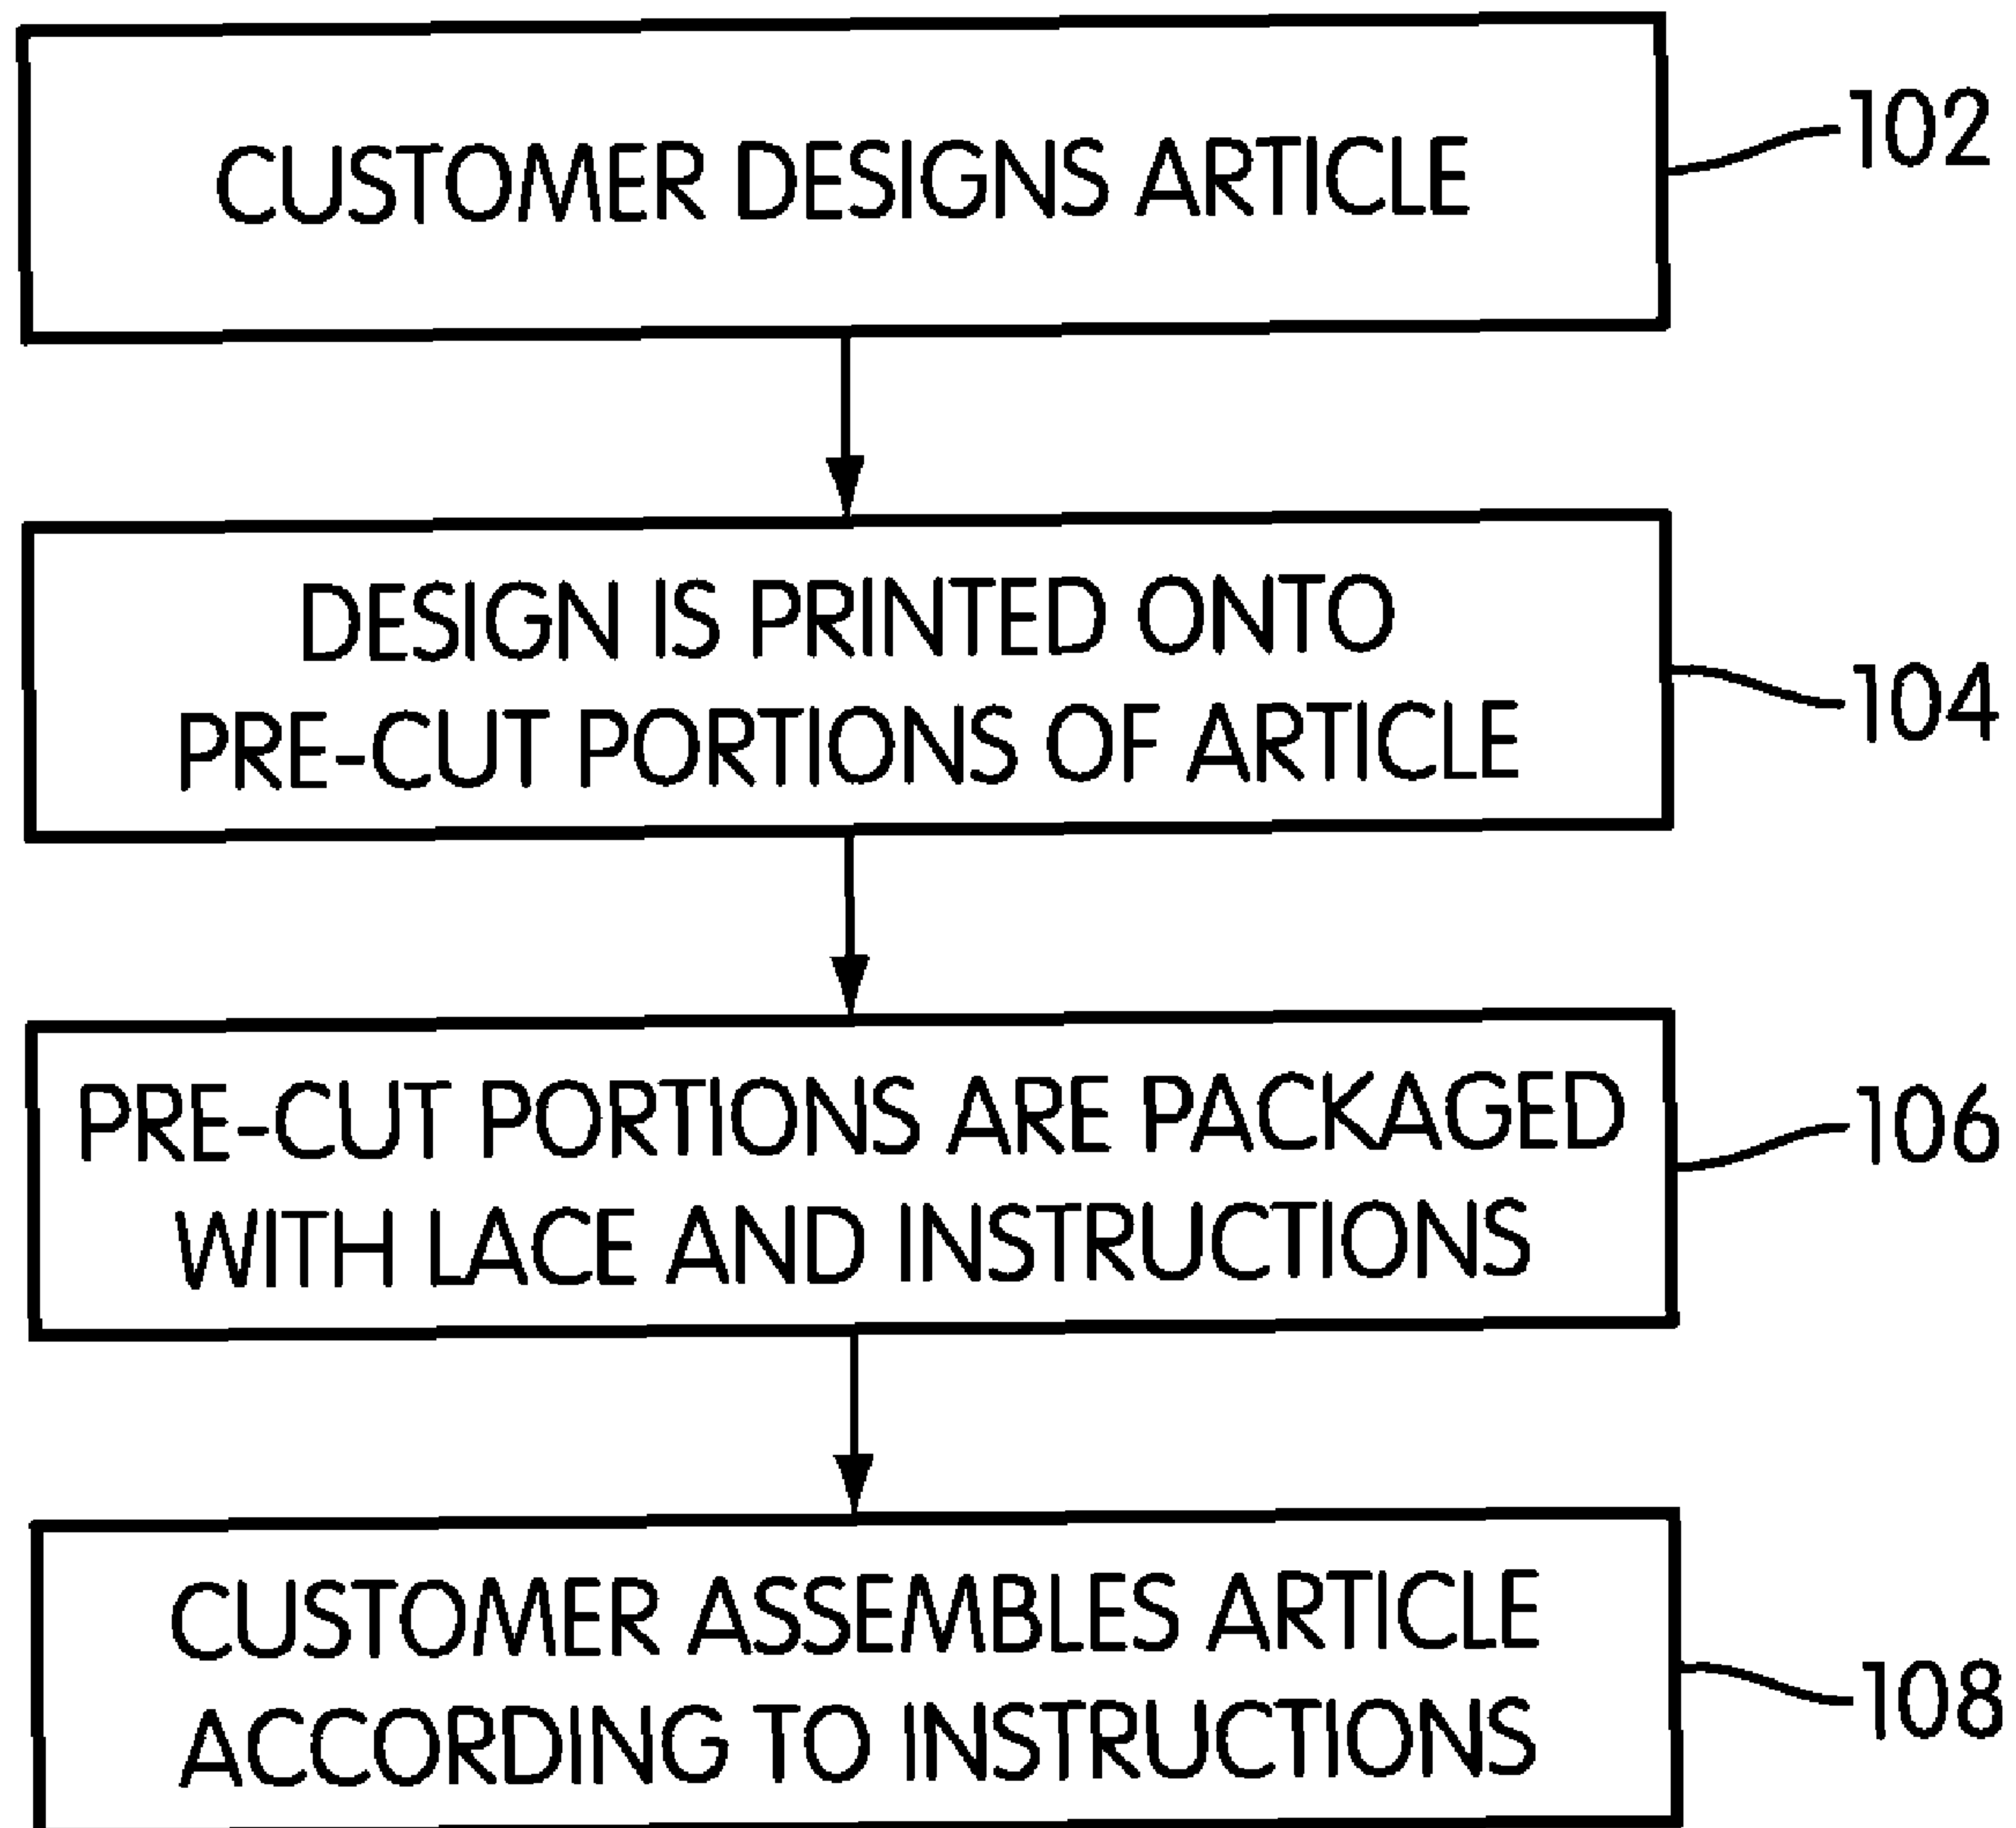 CUSTOMER DESIGNS ARTICLE
102
DESIGN IS PRINTED ONTO
PRE-CUT PORTIONS OF ARTICLE
104
PRE-CUT PORTIONS ARE PACKAGED
WITH LACE AND INSTRUCTIONS
106
CUSTOMER ASSEMBLES ARTICLE
ACCORDING TO INSTRUCTIONS
108